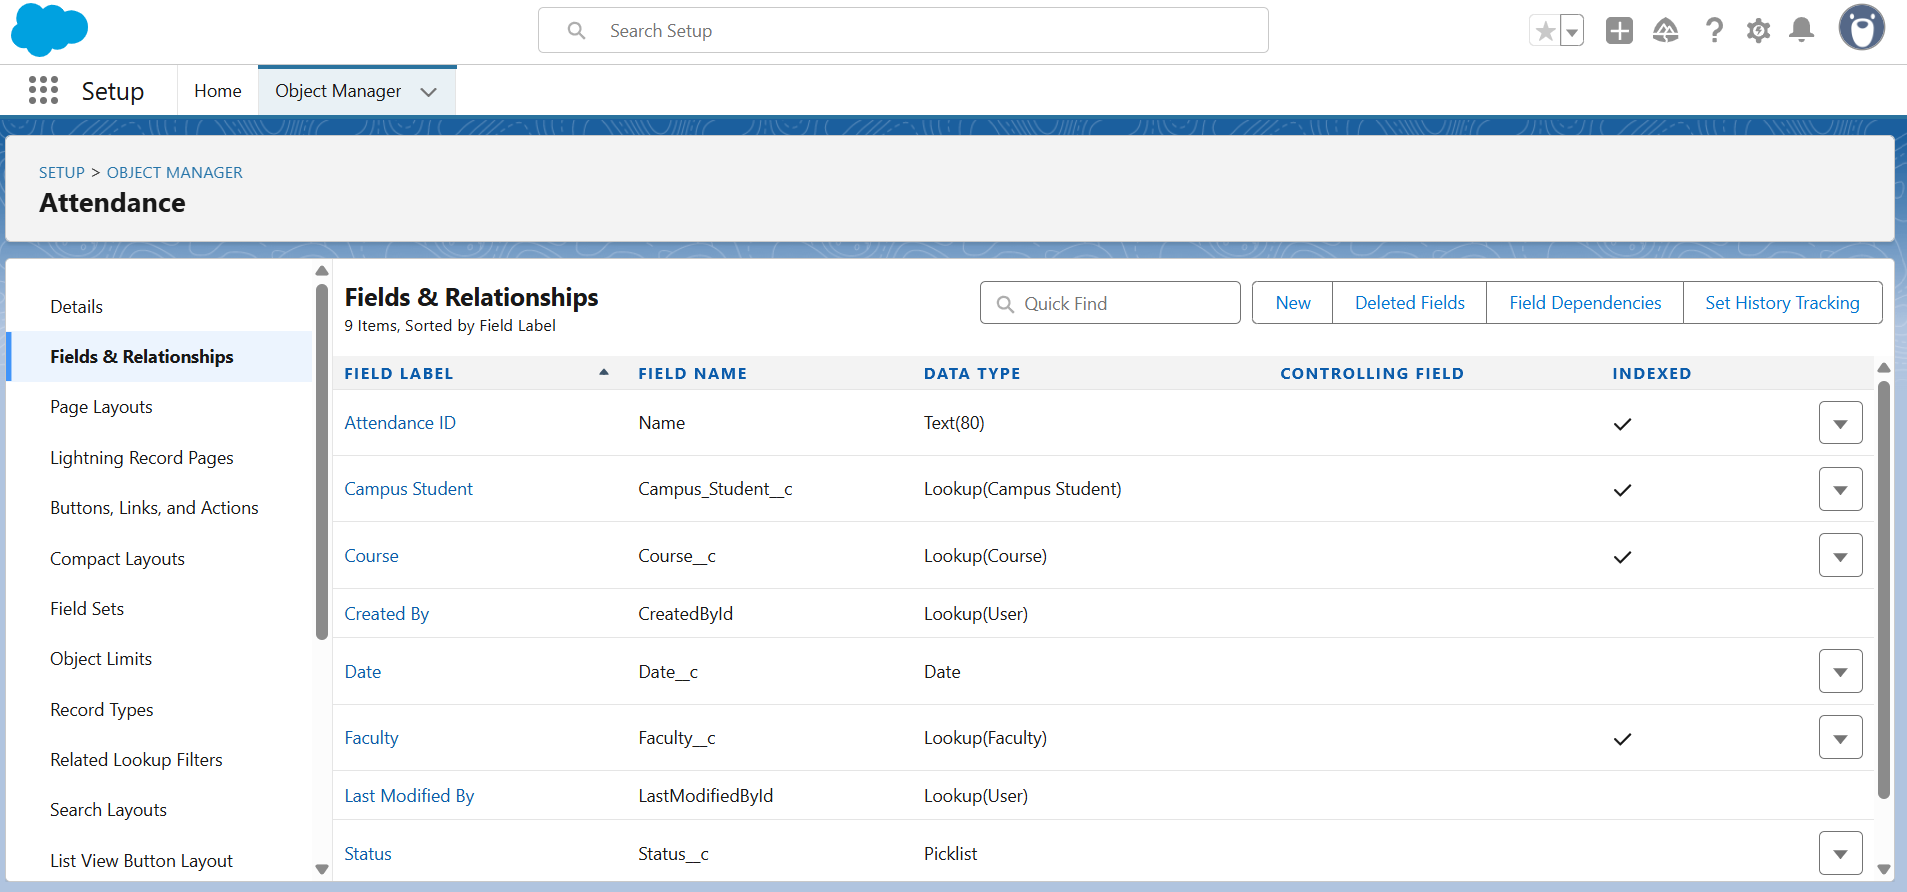 Search Setup
Setup
Home
Object Manager
SETUP > OBJECT MANAGER
Attendance
Details
Fields & Relationships
Page Layouts
Lightning Record Pages
Buttons, Links, and Actions
Compact Layouts
Field Sets
Object Limits
Record Types
Related Lookup Filters
Search Layouts
List View Button Layout
Fields & Relationships
9 Items, Sorted by Field Label
Quick Find
New
Deleted Fields
Field Dependencies
Set History Tracking
FIELD LABEL FIELD NAME DATA TYPE CONTROLLING FIELD INDEXED
Attendance ID Name Text(80)
Campus Student Campus_Student__c Lookup(Campus Student)
Course Course__c Lookup(Course)
Created By CreatedById Lookup(User)
Date Date__c Date
Faculty Faculty__c Lookup(Faculty)
Last Modified By LastModifiedById Lookup(User)
Status Status__c Picklist